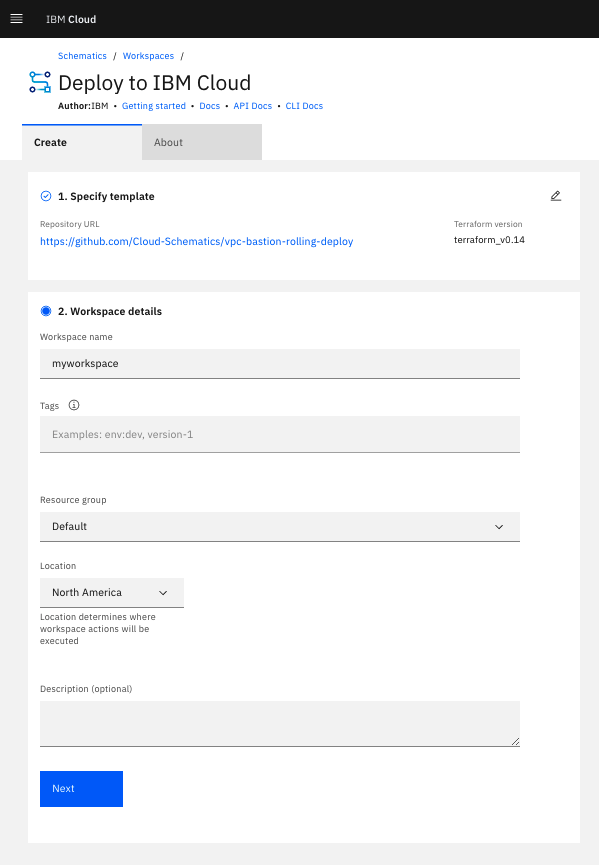 IBM Cloud
Schematics / Workspaces /
Deploy to IBM Cloud
Author:IBM • Getting started • Docs • API Docs • CLI Docs
Create
About
1. Specify template
Repository URL
https://github.com/Cloud-Schematics/vpc-bastion-rolling-deploy
Terraform version
terraform_v0.14
2. Workspace details
Workspace name
myworkspace
Tags
Examples: env:dev, version-1
Resource group
Default
Location
North America
Location determines where
workspace actions will be
executed
Description (optional)
Next